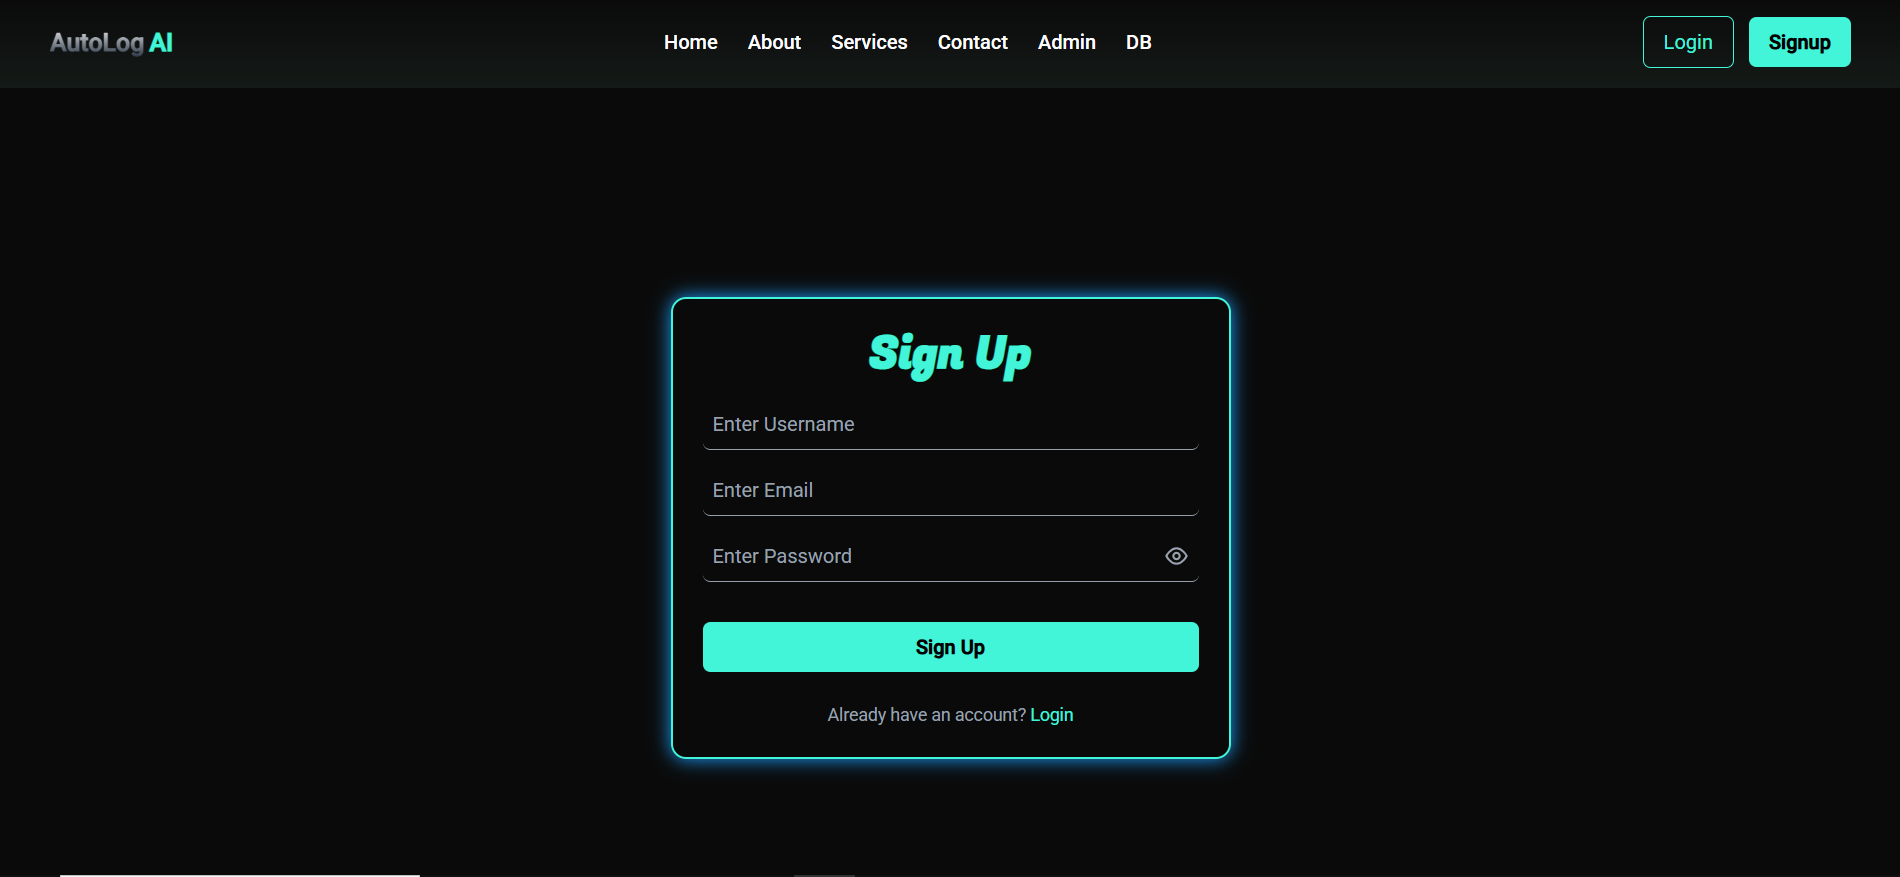 AutoLog AI
Home About Services Contact Admin DB
Login Signup
Sign Up
Enter Username
Enter Email
Enter Password
Sign Up
Already have an account? Login